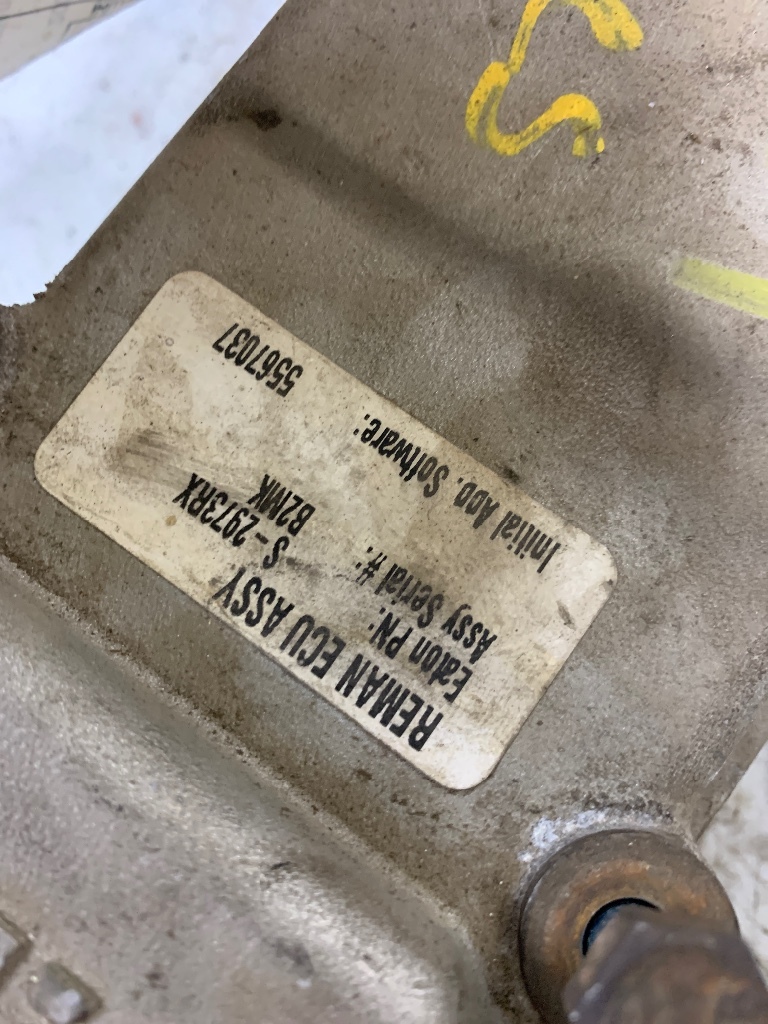 REMAN ECU ASSY
Eaton PN: S-2973RX
Assy Serial #: B2MK
Initial App. Software: 5567037